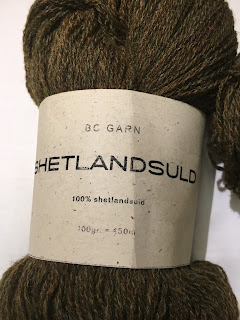 BC GARN
SHETLANDSULD
100% shetlandsuld
100gr. = 450m